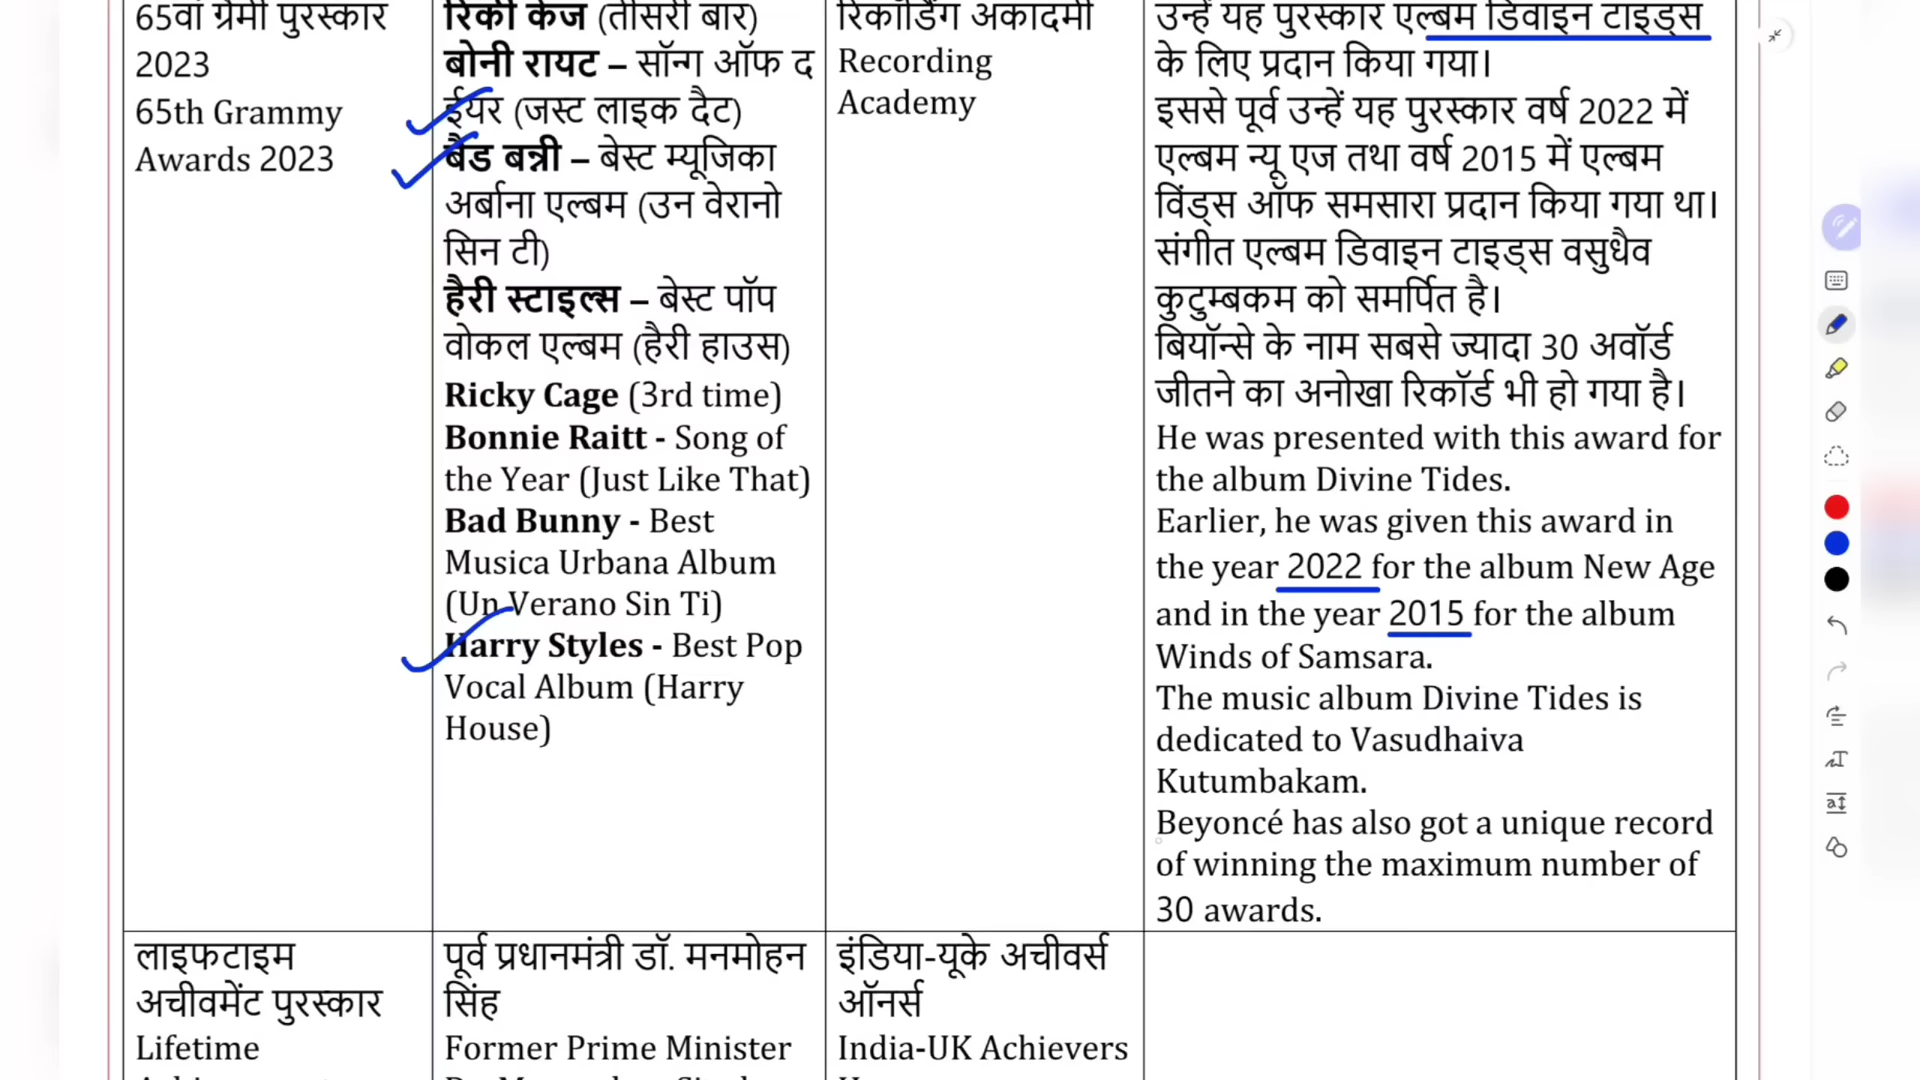 65वां ग्रैमी पुरस्कार
2023
65th Grammy
Awards 2023
रिकी केज (तीसरी बार)
बोनी रायट – सॉन्ग ऑफ द
ईयर (जस्ट लाइक दैट)
बैड बन्नी – बेस्ट म्यूजिका
अर्बाना एल्बम (उन वेरानो
सिन टी)
हैरी स्टाइल्स – बेस्ट पॉप
वोकल एल्बम (हैरी हाउस)
Ricky Cage (3rd time)
Bonnie Raitt - Song of
the Year (Just Like That)
Bad Bunny - Best
Musica Urbana Album
(Un Verano Sin Ti)
Harry Styles - Best Pop
Vocal Album (Harry
House)
रिकॉर्डिंग अकादमी
Recording
Academy
उन्हें यह पुरस्कार एल्बम डिवाइन टाइड्स
के लिए प्रदान किया गया।
इससे पूर्व उन्हें यह पुरस्कार वर्ष 2022 में
एल्बम न्यू एज तथा वर्ष 2015 में एल्बम
विंड्स ऑफ समसारा प्रदान किया गया था।
संगीत एल्बम डिवाइन टाइड्स वसुधैव
कुटुम्बकम को समर्पित है।
बियॉन्से के नाम सबसे ज्यादा 30 अवॉर्ड
जीतने का अनोखा रिकॉर्ड भी हो गया है।
He was presented with this award for
the album Divine Tides.
Earlier, he was given this award in
the year 2022 for the album New Age
and in the year 2015 for the album
Winds of Samsara.
The music album Divine Tides is
dedicated to Vasudhaiva
Kutumbakam.
Beyoncé has also got a unique record
of winning the maximum number of
30 awards.
लाइफटाइम
अचीवमेंट पुरस्कार
Lifetime
पूर्व प्रधानमंत्री डॉ. मनमोहन
सिंह
Former Prime Minister
इंडिया-यूके अचीवर्स
ऑनर्स
India-UK Achievers